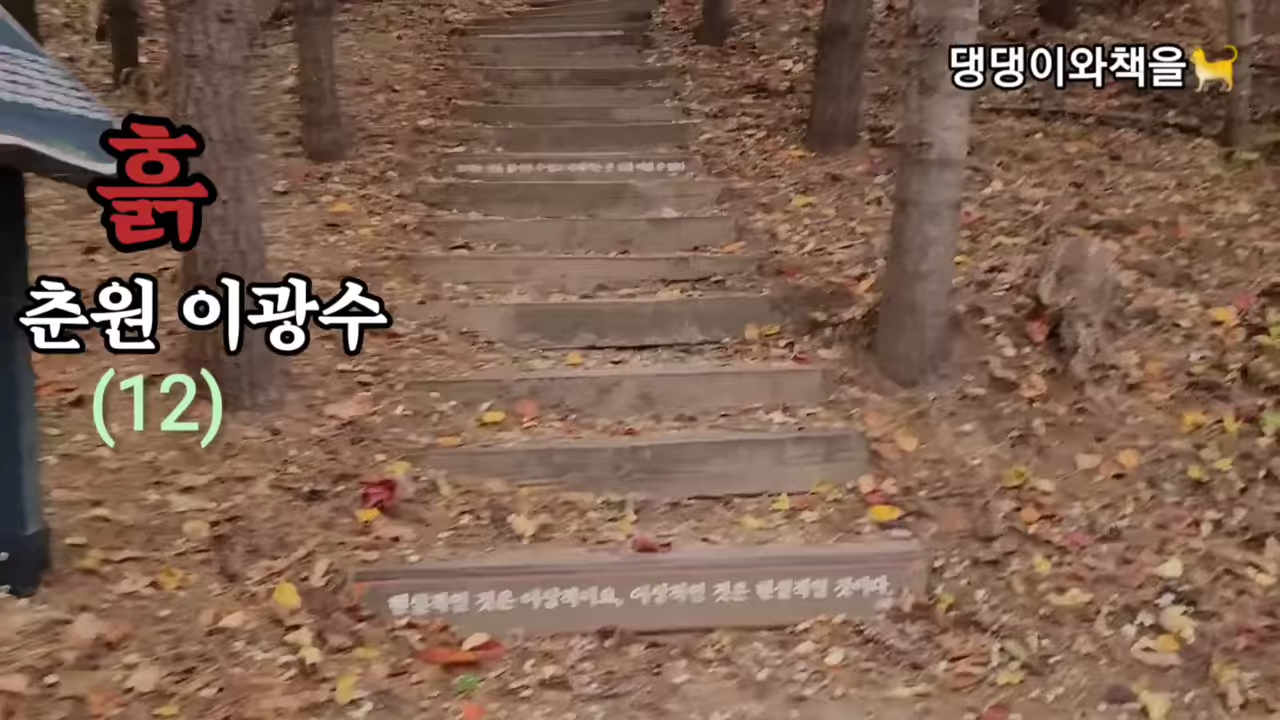 댕댕이와책을🐕
흙
춘원 이광수
(12)
현실적인 것은 이상적이요, 이상적인 것은 현실적인 것이다.